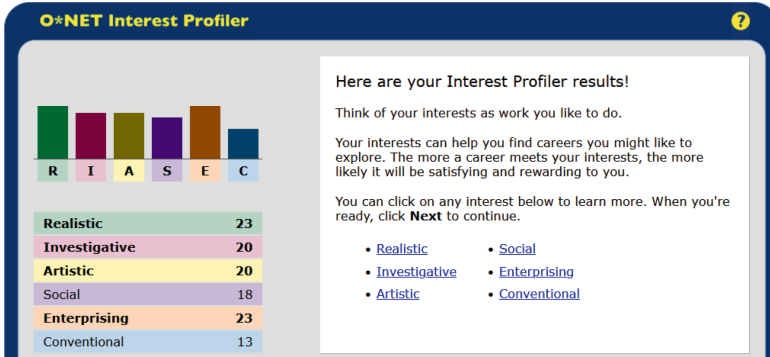 O*NET Interest Profiler
?
R I A S E C
Realistic 23
Investigative 20
Artistic 20
Social 18
Enterprising 23
Conventional 13
Here are your Interest Profiler results!
Think of your interests as work you like to do.
Your interests can help you find careers you might like to
explore. The more a career meets your interests, the more
likely it will be satisfying and rewarding to you.
You can click on any interest below to learn more. When you're
ready, click Next to continue.
• Realistic • Social
• Investigative • Enterprising
• Artistic • Conventional